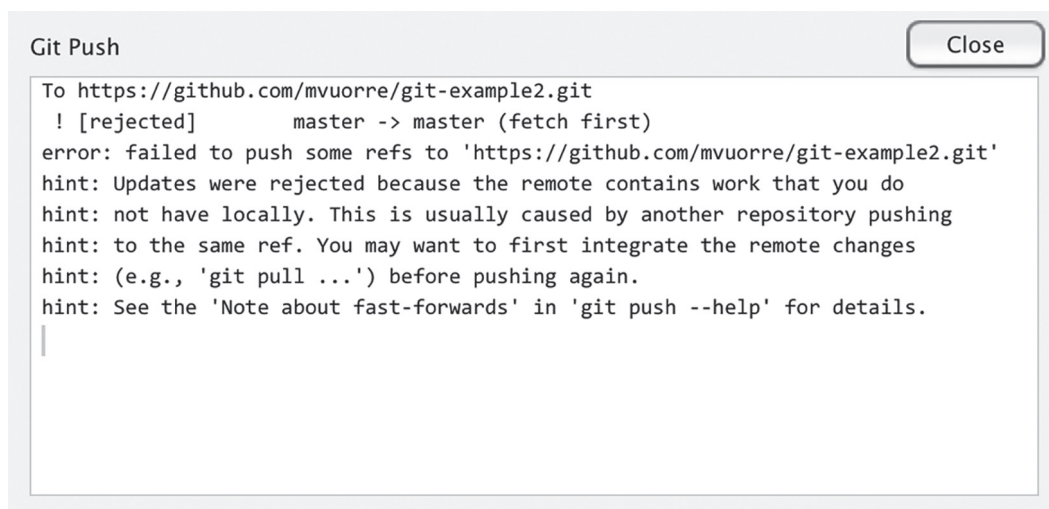 Git Push
Close
To https://github.com/mvuorre/git-example2.git
! [rejected]        master -> master (fetch first)
error: failed to push some refs to 'https://github.com/mvuorre/git-example2.git'
hint: Updates were rejected because the remote contains work that you do
hint: not have locally. This is usually caused by another repository pushing
hint: to the same ref. You may want to first integrate the remote changes
hint: (e.g., 'git pull ...') before pushing again.
hint: See the 'Note about fast-forwards' in 'git push --help' for details.